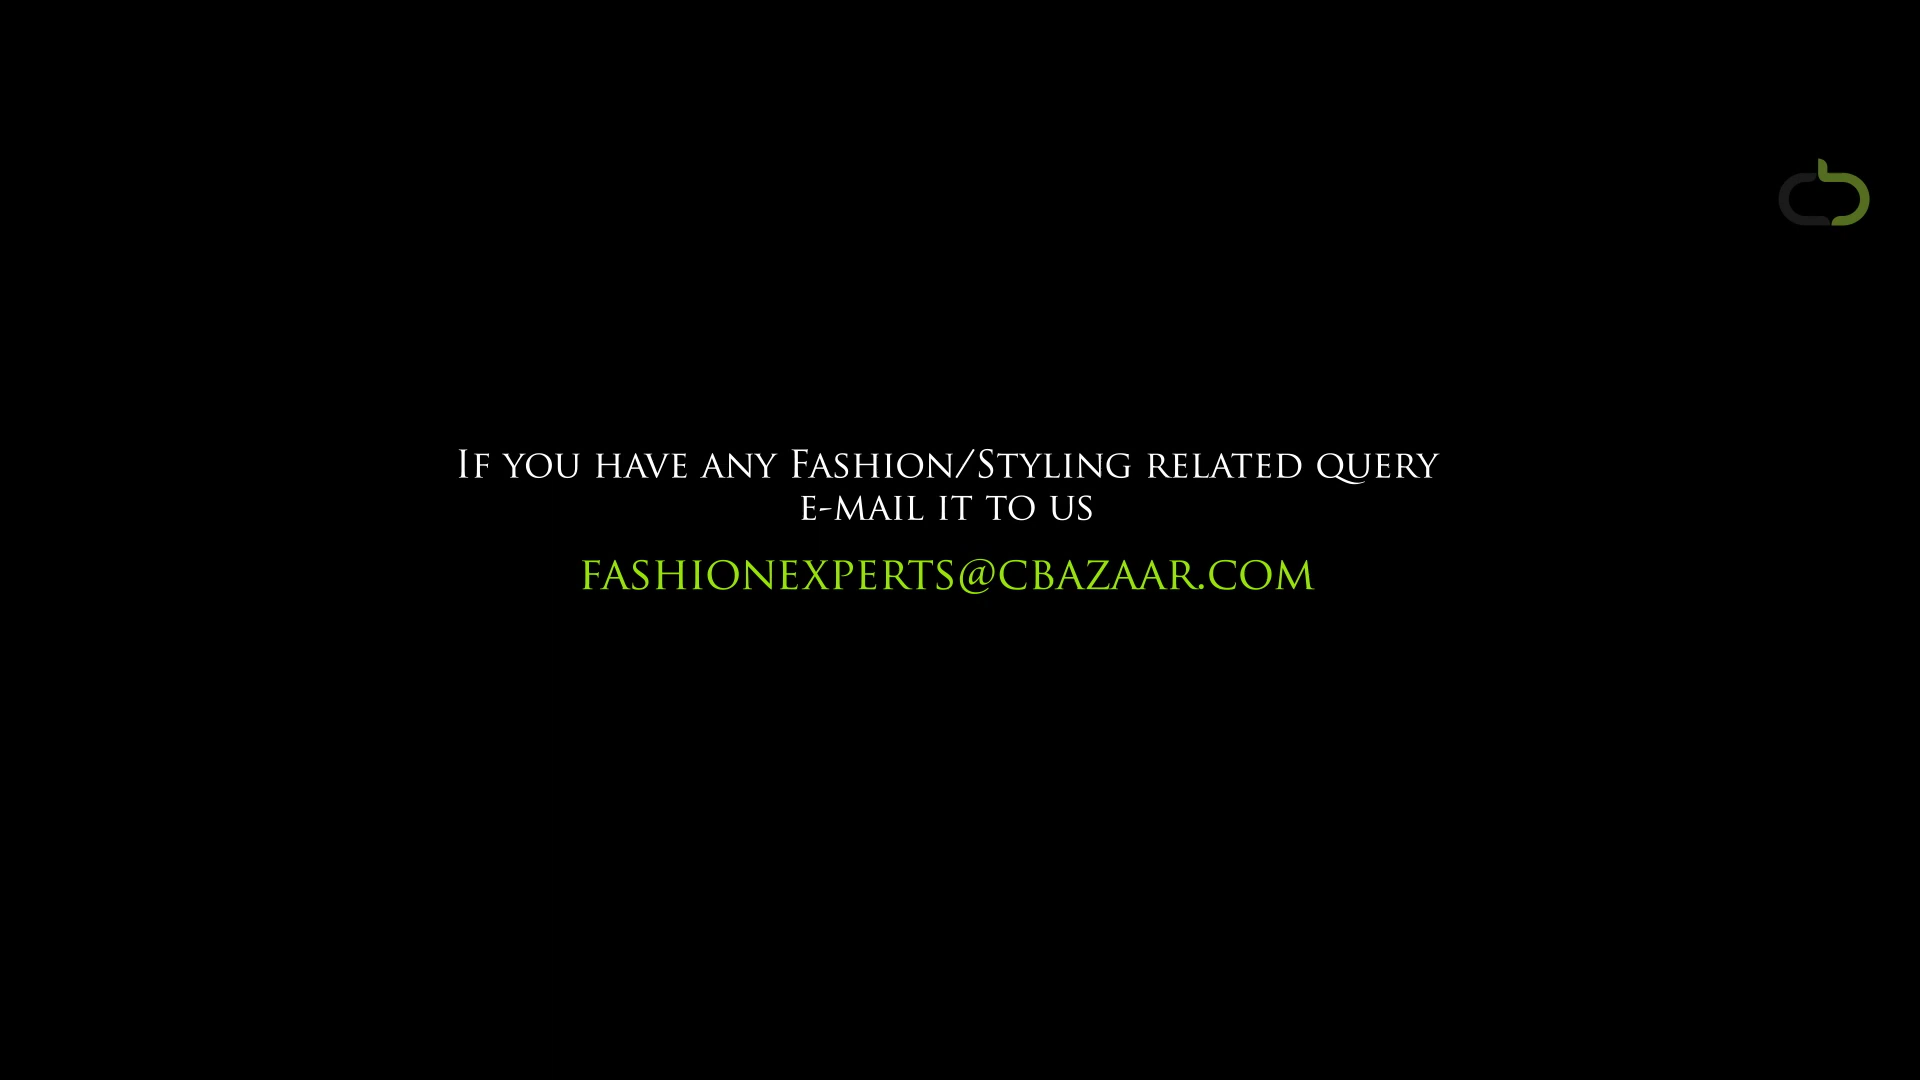 If you have any Fashion/Styling related query
e-mail it to us
fashionexperts@cbazaar.com